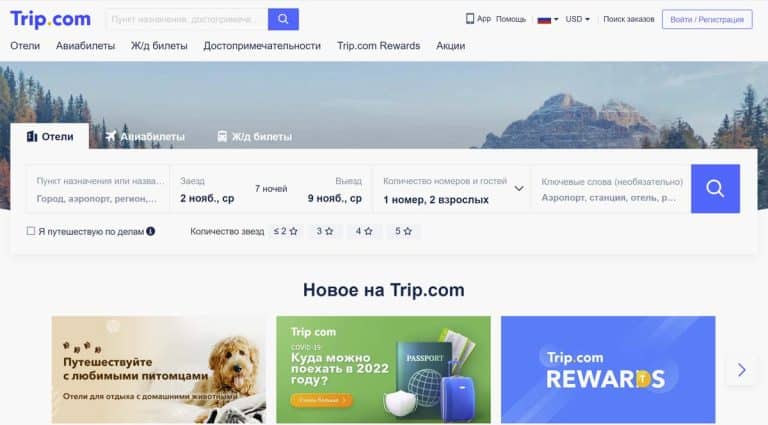 Trip.com
Пункт назначения, достопримеча...
App Помощь USD Поиск заказов Войти / Регистрация
Отели Авиабилеты Ж/д билеты Достопримечательности Trip.com Rewards Акции
Отели Авиабилеты Ж/д билеты
Пункт назначения или назва... Заезд Выезд Количество номеров и гостей Ключевые слова (необязательно)
7 ночей
Город, аэропорт, регион,... 2 нояб., ср 9 нояб., ср 1 номер, 2 взрослых Аэропорт, станция, отель, р...
Я путешествую по делам Количество звезд ≤ 2 3 4 5
Новое на Trip.com
Путешествуйте
с любимыми питомцами
Отели для отдыха с домашними животными
Trip.com
COVID-19:
Куда можно
поехать в 2022
году?
Узнать больше
PASSPORT
Trip.com
REWARDS